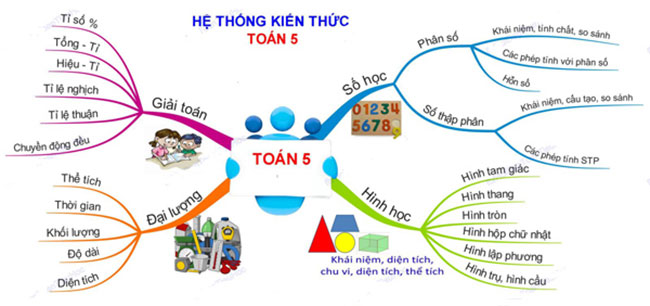 HỆ THỐNG KIẾN THỨC
TOÁN 5
TOÁN 5
Giải toán
Tỉ số %
Tổng - Tỉ
Hiệu - Tỉ
Tỉ lệ nghịch
Tỉ lệ thuận
Chuyển động đều
Đại lượng
Thể tích
Thời gian
Khối lượng
Độ dài
Diện tích
Số học
01234
5678
Phân số
Khái niệm, tính chất, so sánh
Các phép tính với phân số
Hỗn số
Số thập phân
Khái niệm, cấu tạo, so sánh
Các phép tính STP
Hình học
Hình tam giác
Hình thang
Hình tròn
Hình hộp chữ nhật
Hình lập phương
Hình trụ, hình cầu
Khái niệm, diện tích,
chu vi, diện tích, thể tích